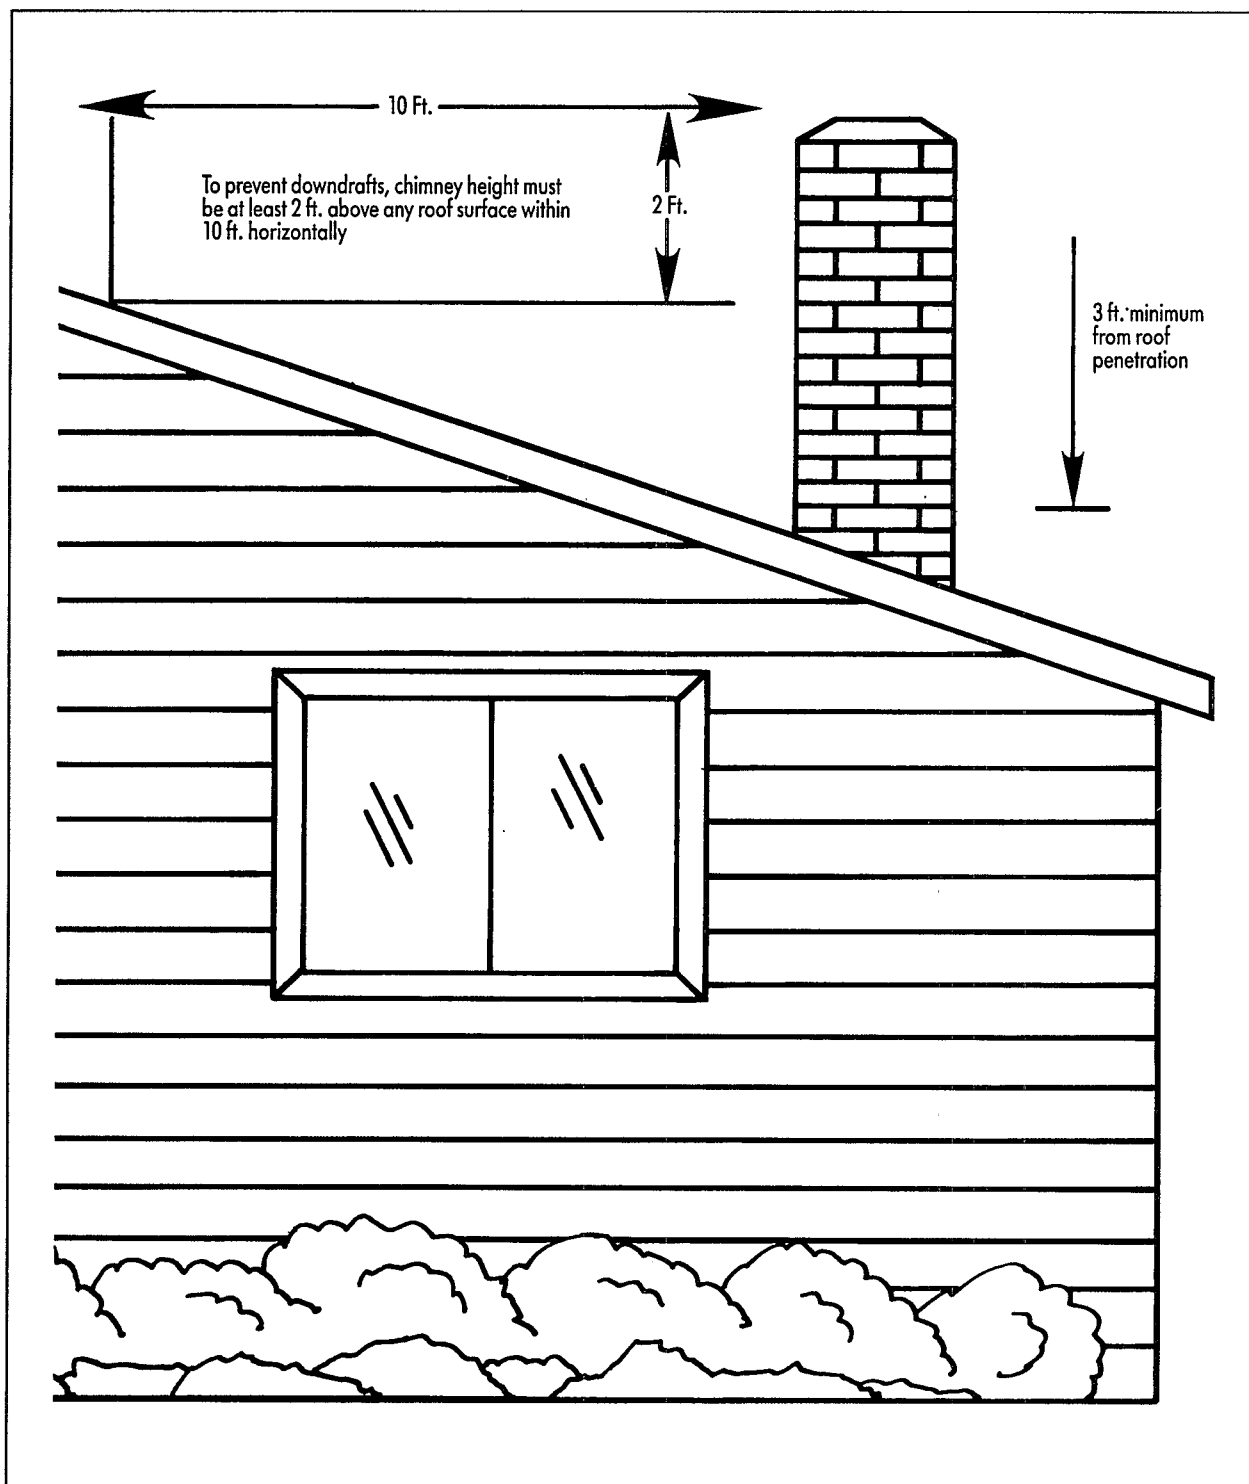 10 Ft.
To prevent downdrafts, chimney height must
be at least 2 ft. above any roof surface within
10 ft. horizontally
2 Ft.
3 ft. minimum
from roof
penetration